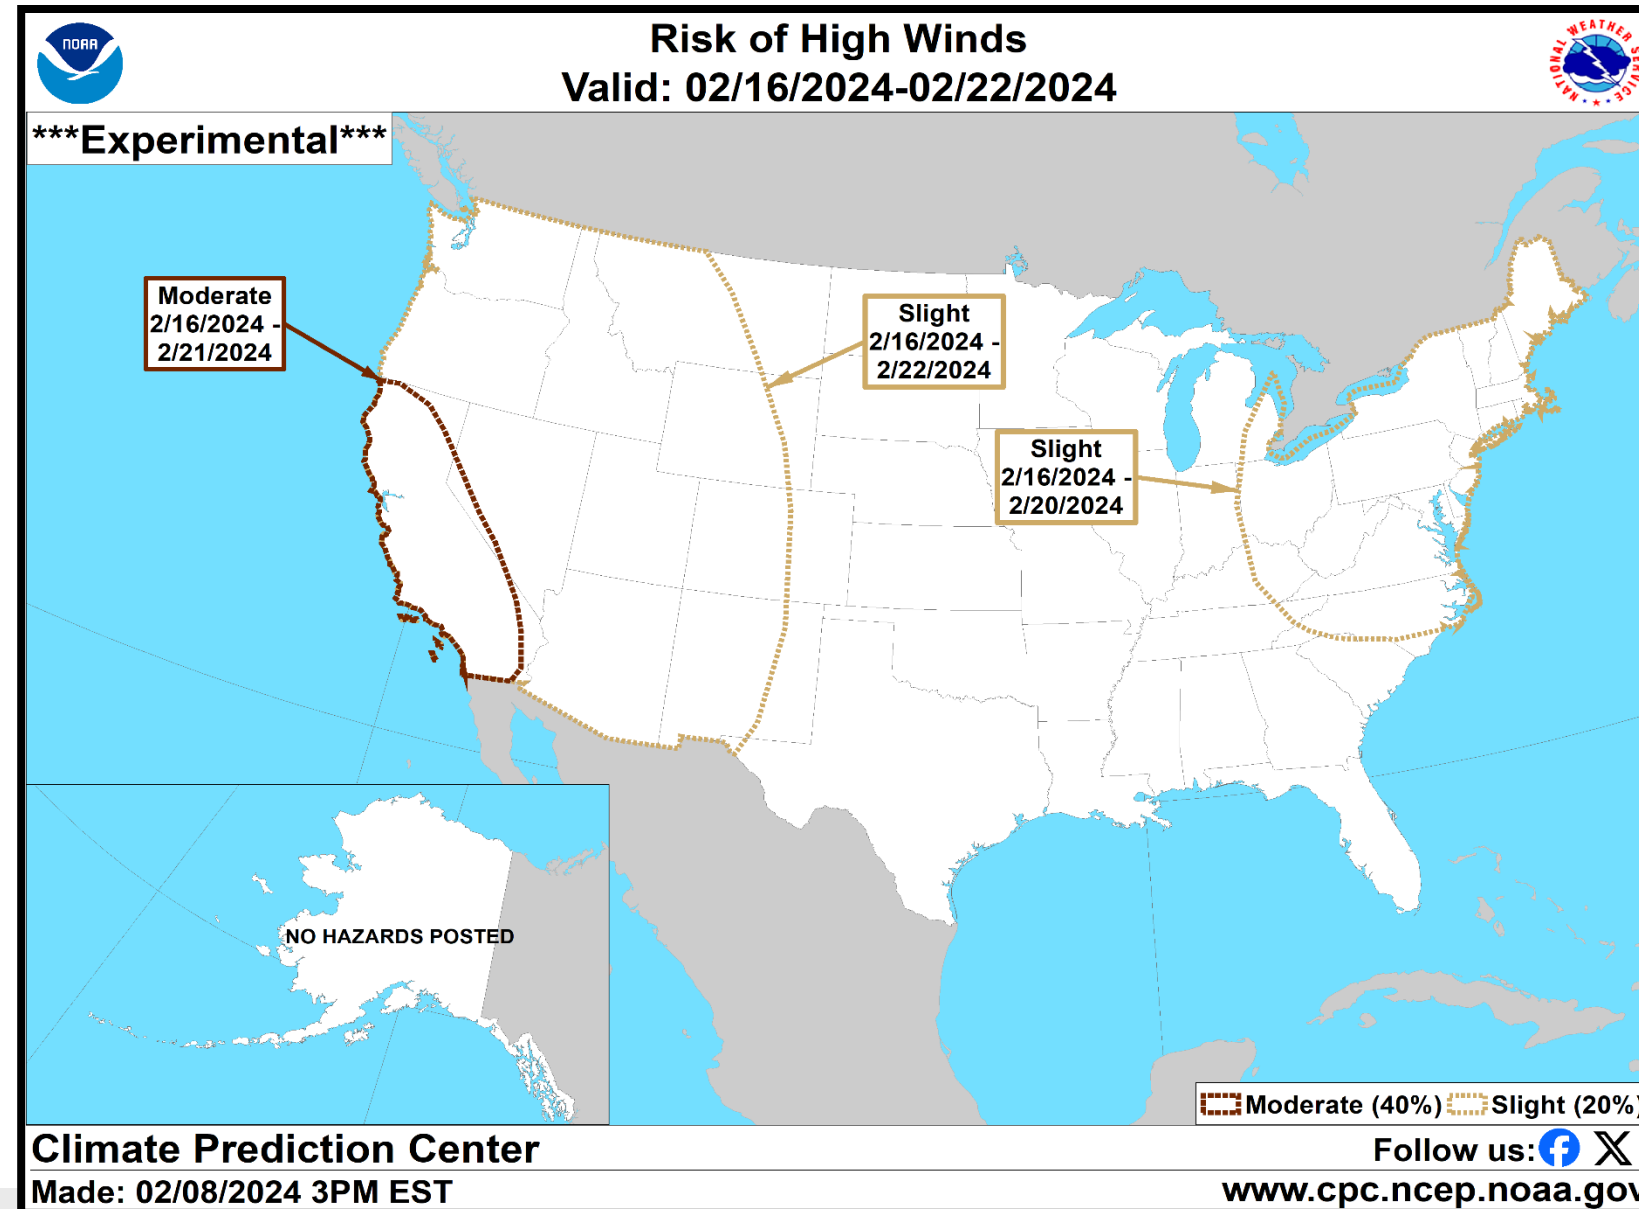 NOAA
Risk of High Winds
Valid: 02/16/2024-02/22/2024
NATIONAL WEATHER SERVICE
***Experimental***
Moderate
2/16/2024 -
2/21/2024
Slight
2/16/2024 -
2/22/2024
Slight
2/16/2024 -
2/20/2024
NO HAZARDS POSTED
Moderate (40%) Slight (20%)
Climate Prediction Center
Follow us:
Made: 02/08/2024 3PM EST
www.cpc.ncep.noaa.gov